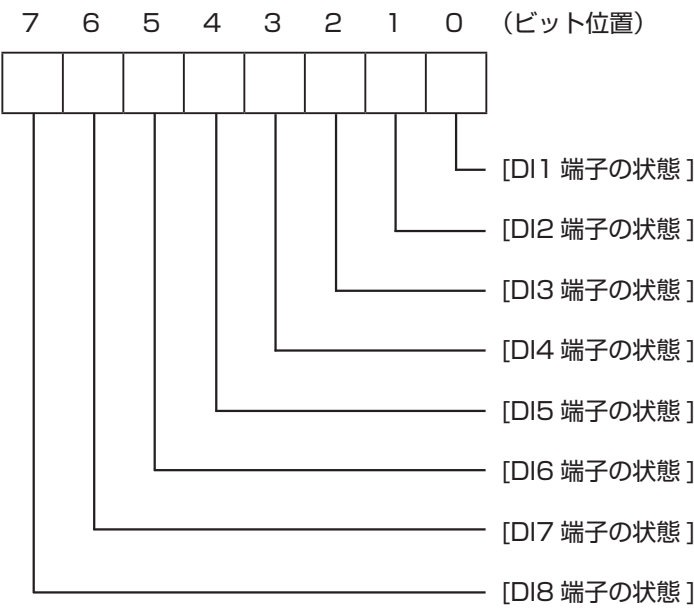 7 6 5 4 3 2 1 0 （ビット位置）
[DI1 端子の状態 ]
[DI2 端子の状態 ]
[DI3 端子の状態 ]
[DI4 端子の状態 ]
[DI5 端子の状態 ]
[DI6 端子の状態 ]
[DI7 端子の状態 ]
[DI8 端子の状態 ]